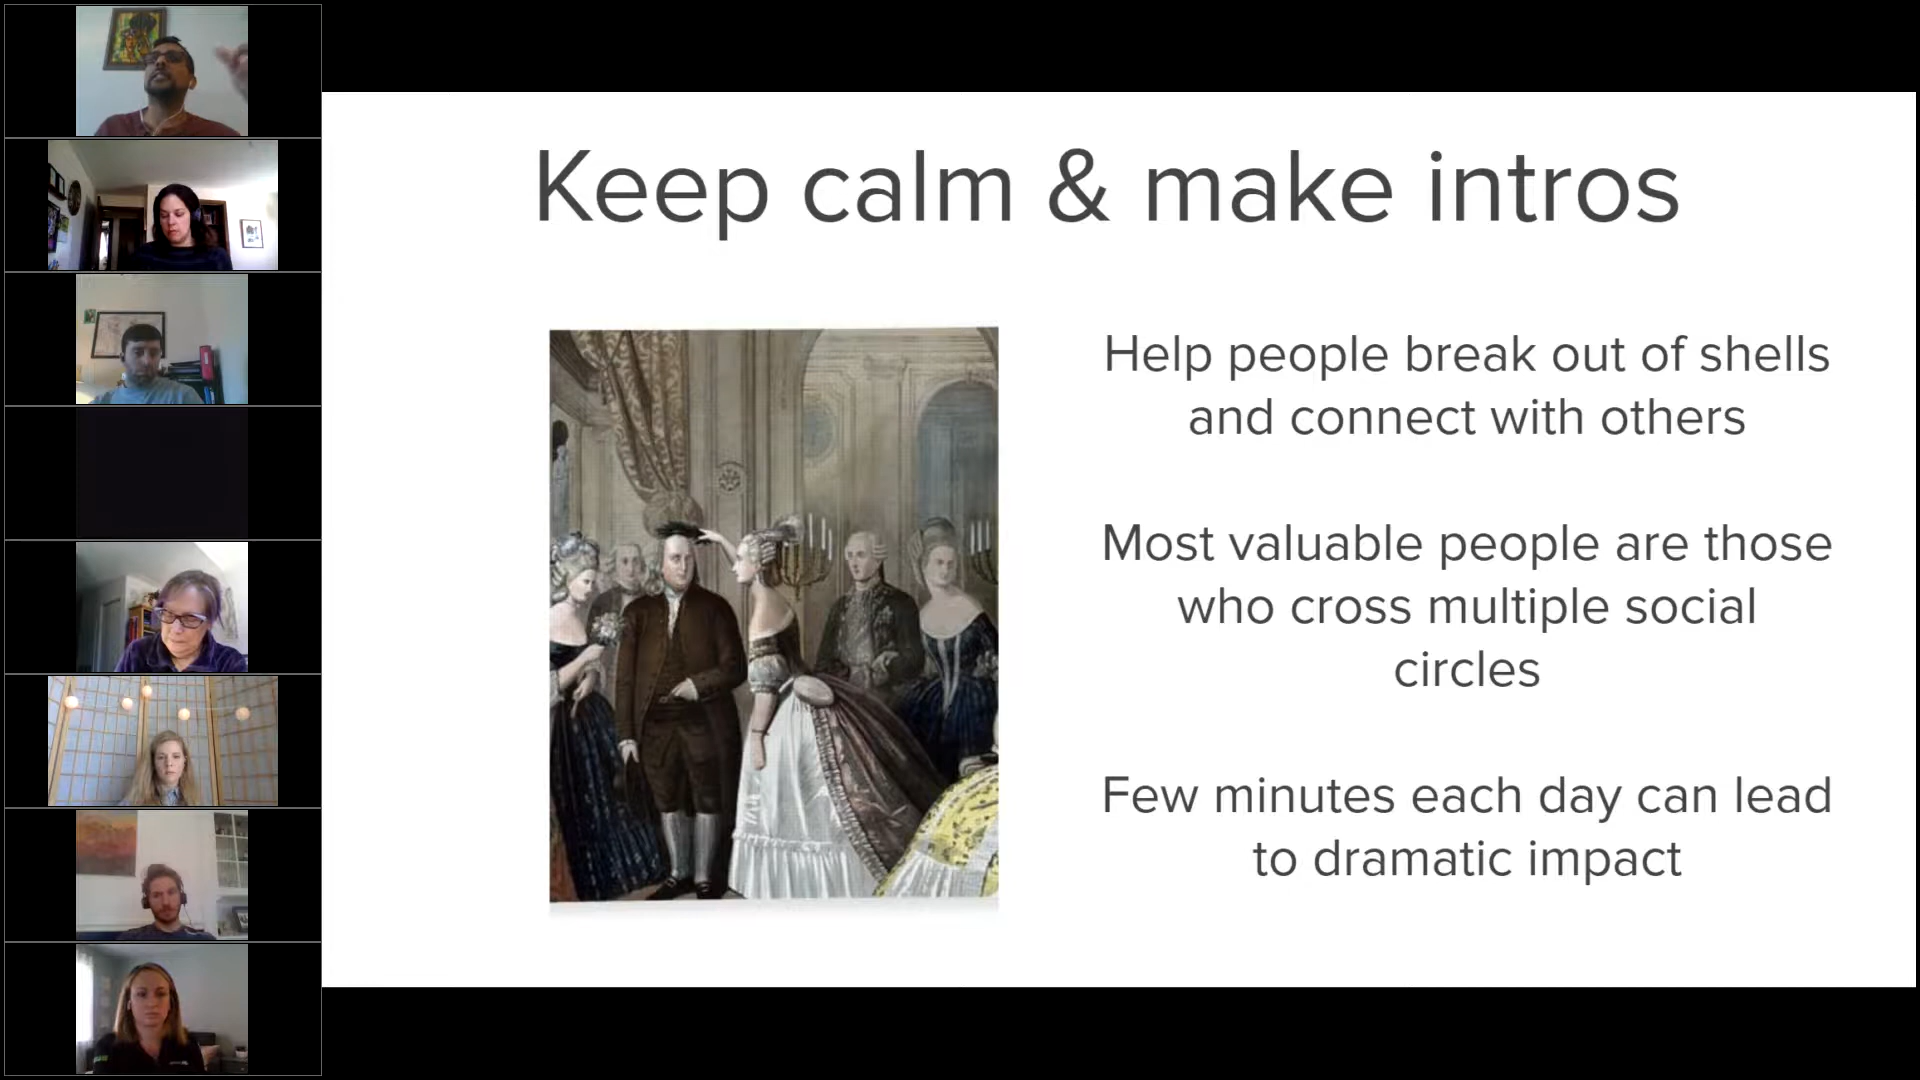 Keep calm & make intros
Help people break out of shells
and connect with others
Most valuable people are those
who cross multiple social
circles
Few minutes each day can lead
to dramatic impact